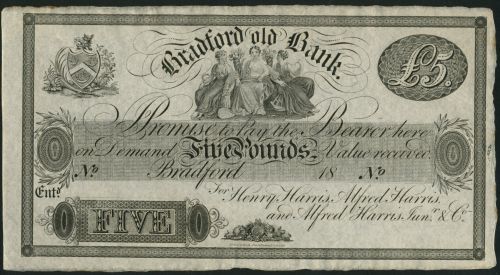 Bradford old Bank.
£5.
I Promise to Pay the Bearer here
on Demand Five Pounds, Value received
No Bradford 18 No
Entd
For Henry Harris, Alfred Harris,
FIVE
and Alfred Harris Junr. & Co.